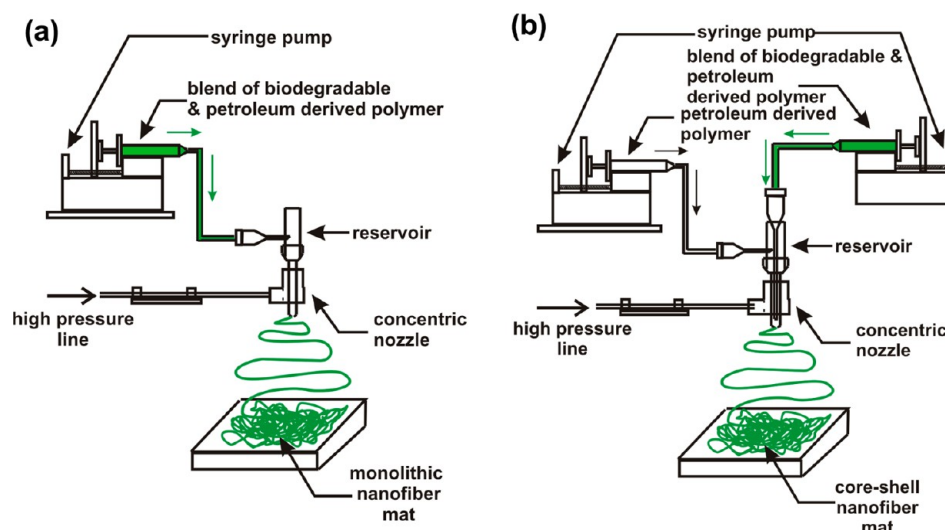 (a)
syringe pump
blend of biodegradable
& petroleum derived polymer
reservoir
high pressure
line
concentric
nozzle
monolithic
nanofiber
mat
(b)
syringe pump
blend of biodegradable &
petroleum
derived polymer
petroleum derived
polymer
reservoir
high pressure
line
concentric
nozzle
core-shell
nanofiber
mat